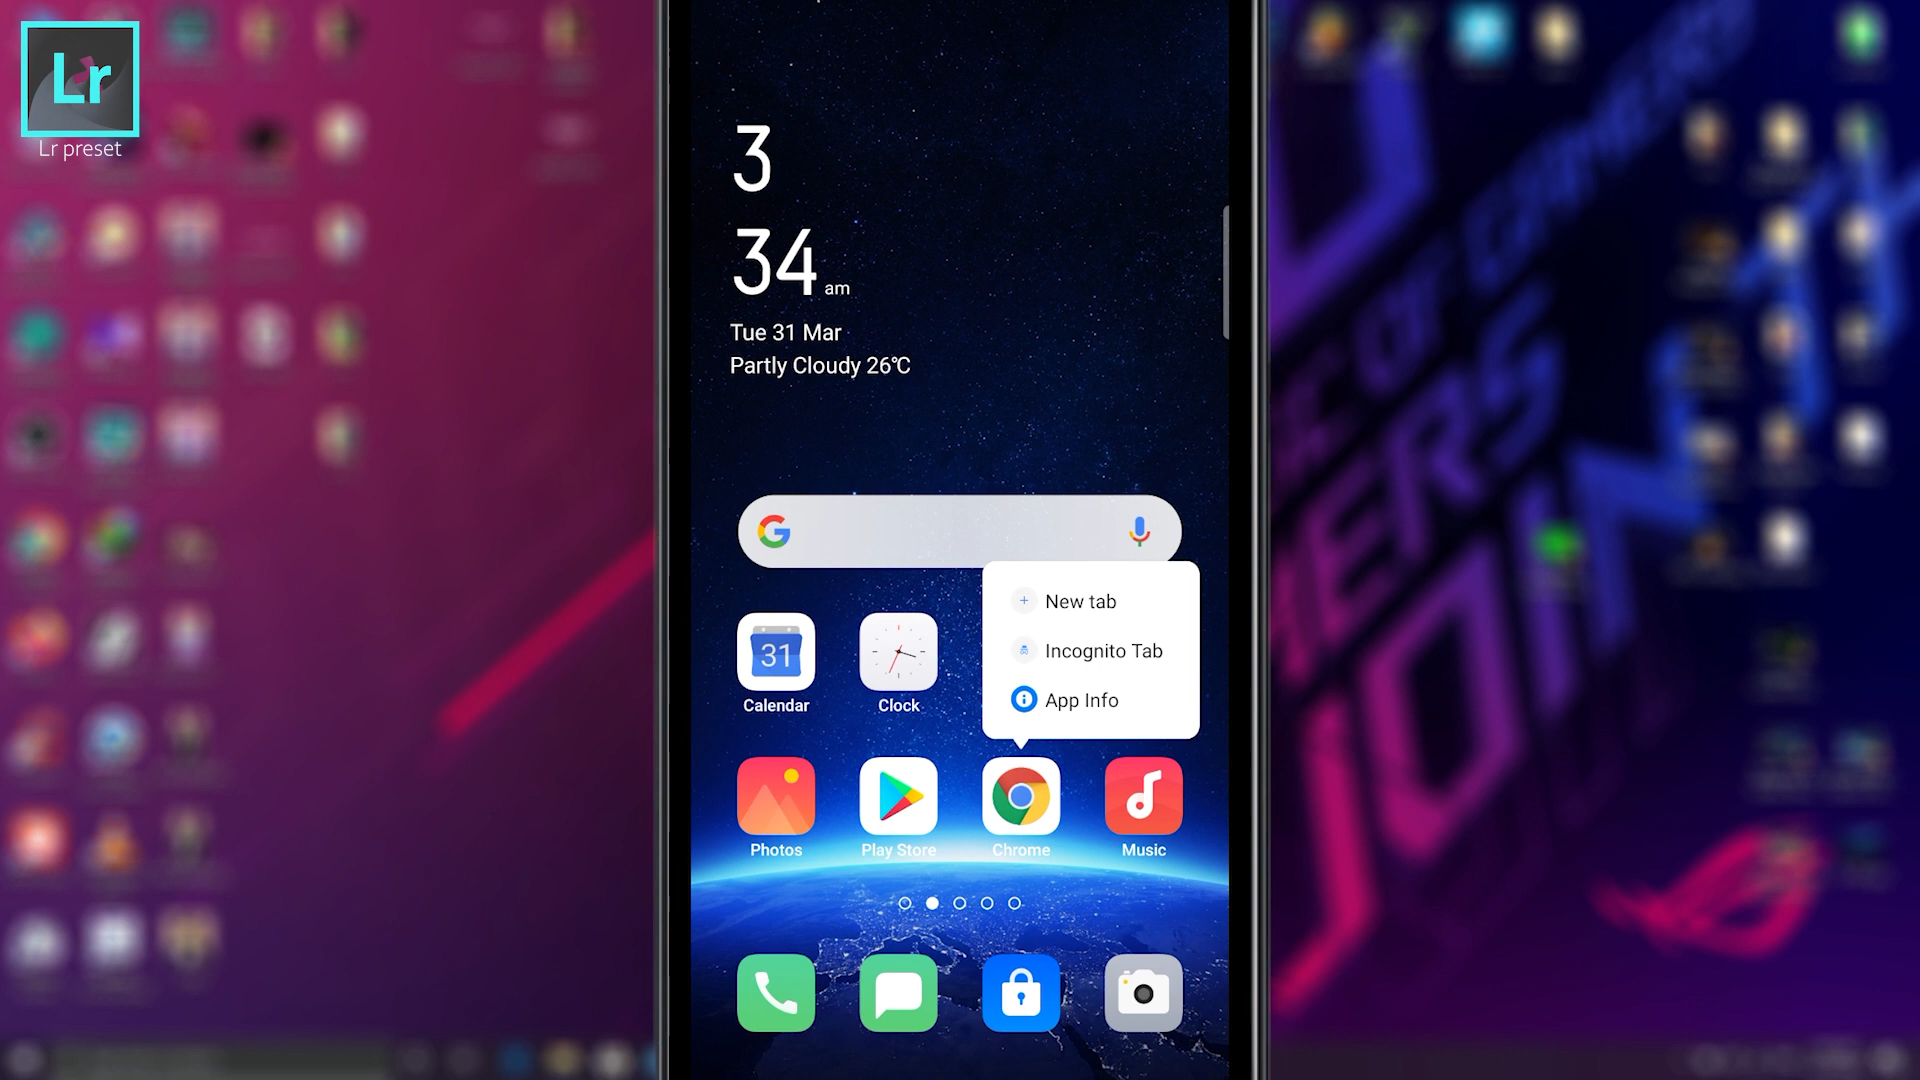 Lr
Lr preset
3
34 am
Tue 31 Mar
Partly Cloudy 26°C
G
New tab
Incognito Tab
App Info
31
Calendar
Clock
Photos
Play Store
Chrome
Music